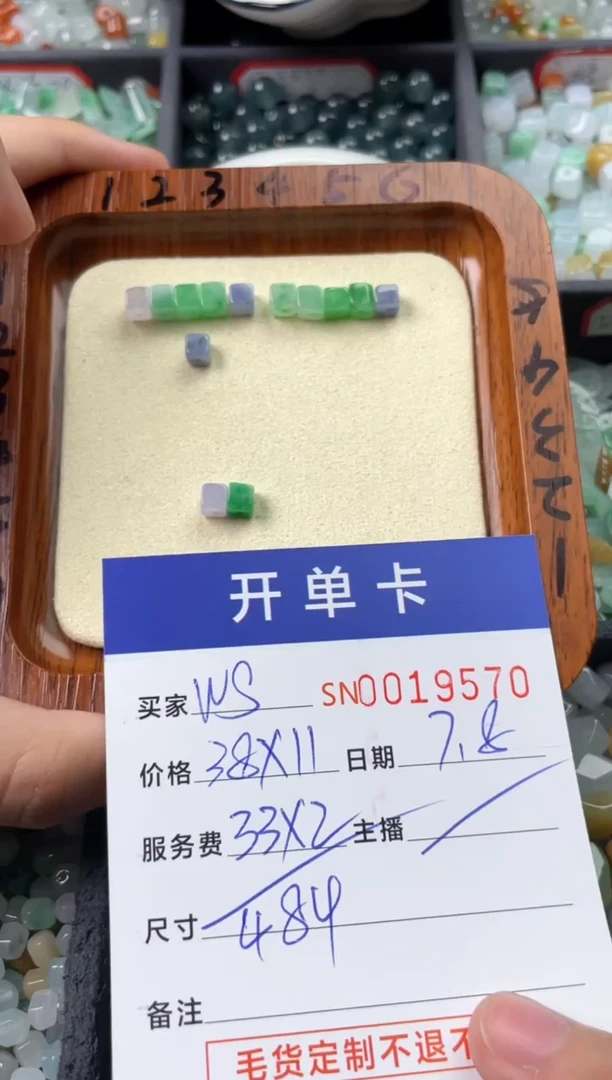 1 2 3 4 5 6
开单卡
买家 WS SN0019570
价格 38X11 日期 7.8
服务费 33X2 主播
尺寸 484
备注
毛货定制不退不